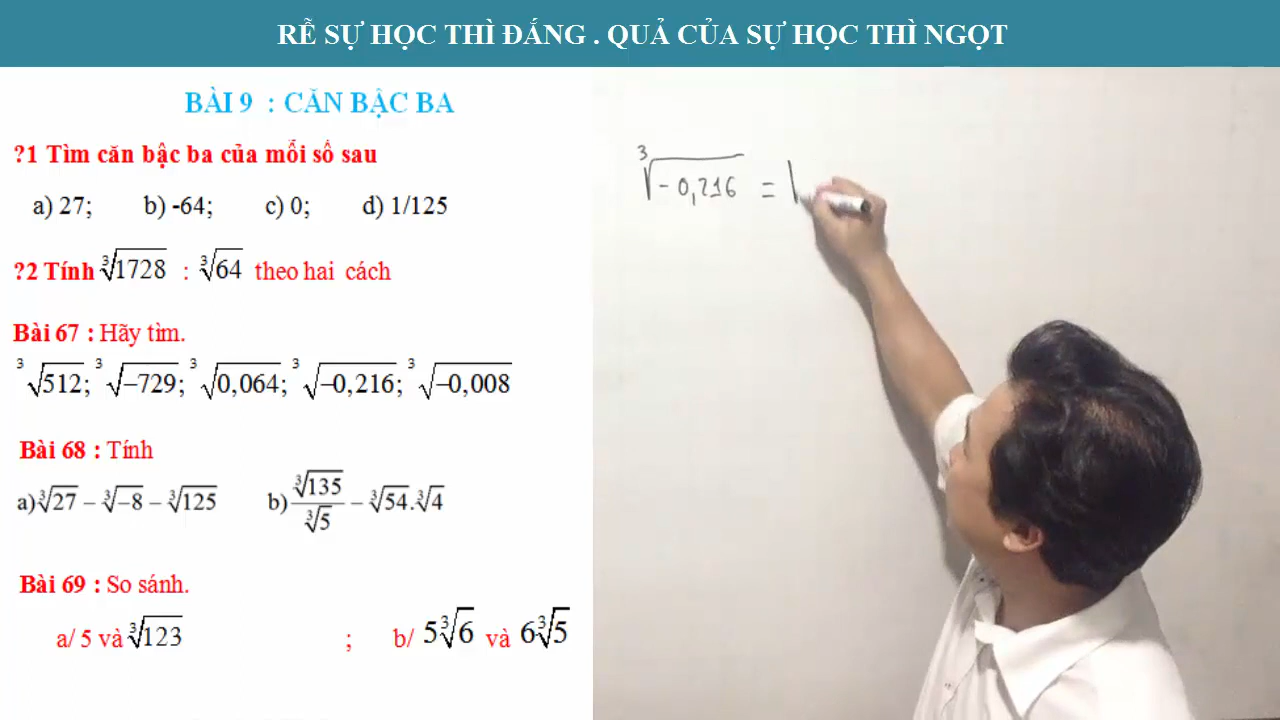 RỄ SỰ HỌC THÌ ĐẮNG . QUẢ CỦA SỰ HỌC THÌ NGỌT
BÀI 9 : CĂN BẬC BA
?1 Tìm căn bậc ba của mỗi số sau
a) 27; b) -64; c) 0; d) 1/125
?2 Tính ∛1728 : ∛64 theo hai cách
Bài 67 : Hãy tìm.
∛512; ∛−729; ∛0,064; ∛−0,216; ∛−0,008
Bài 68 : Tính
a)∛27 − ∛−8 − ∛125 b) ∛135/∛5 − ∛54.∛4
Bài 69 : So sánh.
a/ 5 và ∛123 ; b/ 5∛6 và 6∛5
∛-0,216 = √